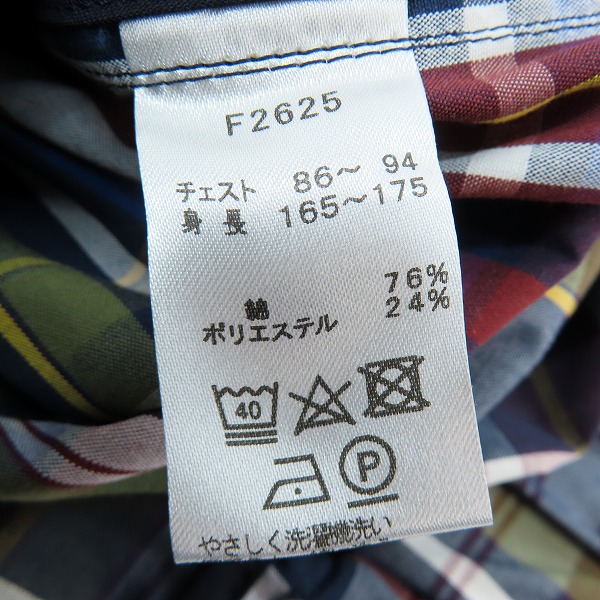 F2625
チェスト 86～ 94
身 長 165～175
綿 76%
ポリエステル 24%
40
P
やさしく洗濯機洗い